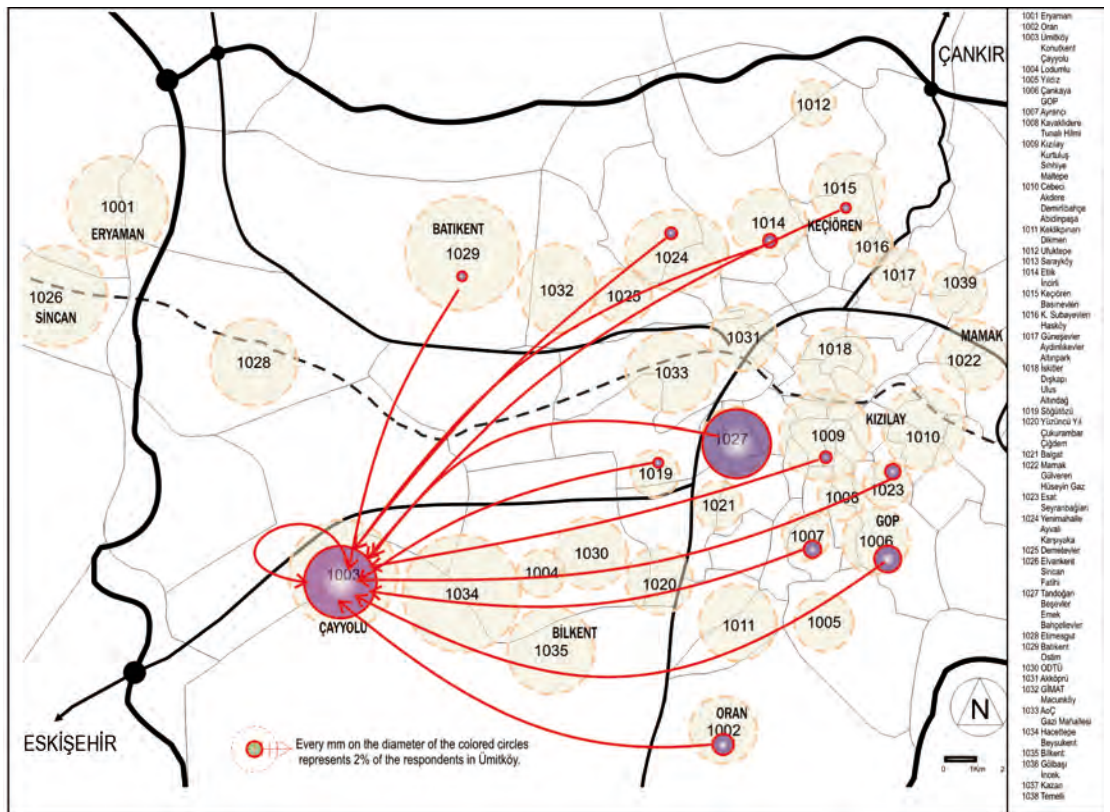 ÇANKIR
1012
1015
1001
ERYAMAN
BATIKENT
1029
1014
KEÇİÖREN
1024
1016
1017
1039
1026
SİNCAN
1032
1025
1031
MAMAK
1022
1028
1018
1033
KIZILAY
1027
1009
1010
1019
1023
1021
1008
GOP
1007
1006
1003
1030
1004
1020
1034
ÇAYYOLU
BİLKENT
1035
1011
1005
ORAN
1002
ESKİŞEHİR
Every mm on the diameter of the colored circles
represents 2% of the respondents in Ümitköy.
N
0 1Km 2
1001 Eryaman
1002 Oran
1003 Ümitköy
Konutkent
Çayyolu
1004 Lodumlu
1005 Yıldız
1006 Çankaya
GOP
1007 Ayrancı
1008 Kavaklıdere
Tunalı Hilmi
1009 Kızılay
Kurtuluş
Sıhhiye
Maltepe
1010 Cebeci
Akdere
Demirlibahçe
Abidinpaşa
1011 Keklikpınarı
Dikmen
1012 Ufuktepe
1013 Sarayköy
1014 Etlik
İncirli
1015 Keçiören
Basınevleri
1016 K. Subayevleri
Hasköy
1017 Güneşevler
Aydınlıkevler
Altınpark
1018 İskitler
Dışkapı
Ulus
Altındağ
1019 Söğütözü
1020 Yüzüncü Yıl
Çukurambar
Çiğdem
1021 Balgat
1022 Mamak
Gülveren
Hüseyin Gazi
1023 Esat
Seyranbağları
1024 Yenimahalle
Ayvalı
Karşıyaka
1025 Demetevler
1026 Elvankent
Sincan
Fatih
1027 Tandoğan
Beşevler
Emek
Bahçelievler
1028 Etimesgut
1029 Batıkent
Ostim
1030 ODTÜ
1031 Akköprü
1032 GİMAT
Macunköy
1033 AoÇ
Gazi Mahallesi
1034 Hacettepe
Beysukent
1035 Bilkent
1036 Gölbaşı
İncek
1037 Kazan
1038 Temelli